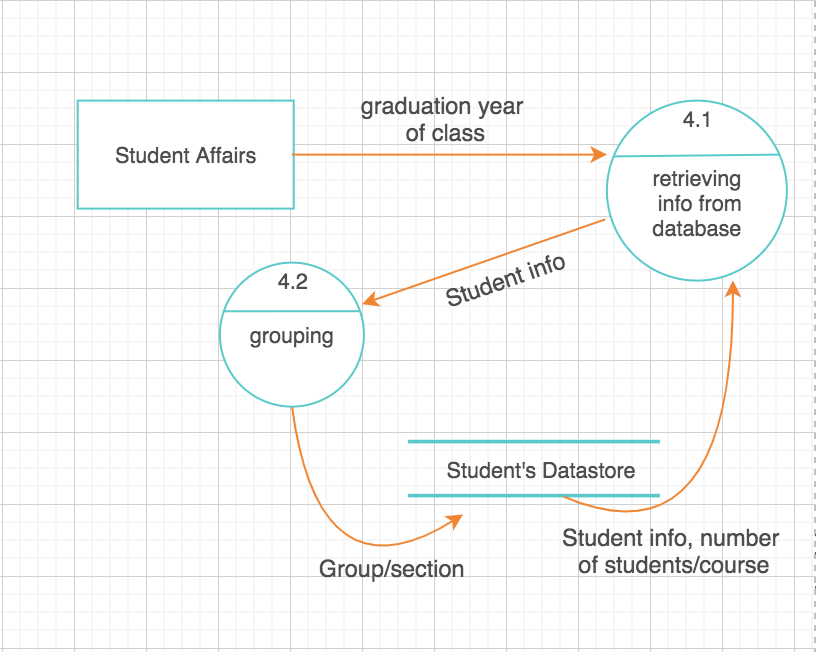 graduation year
of class
4.1
Student Affairs
retrieving
info from
database
Student info
4.2
grouping
Student's Datastore
Student info, number
of students/course
Group/section